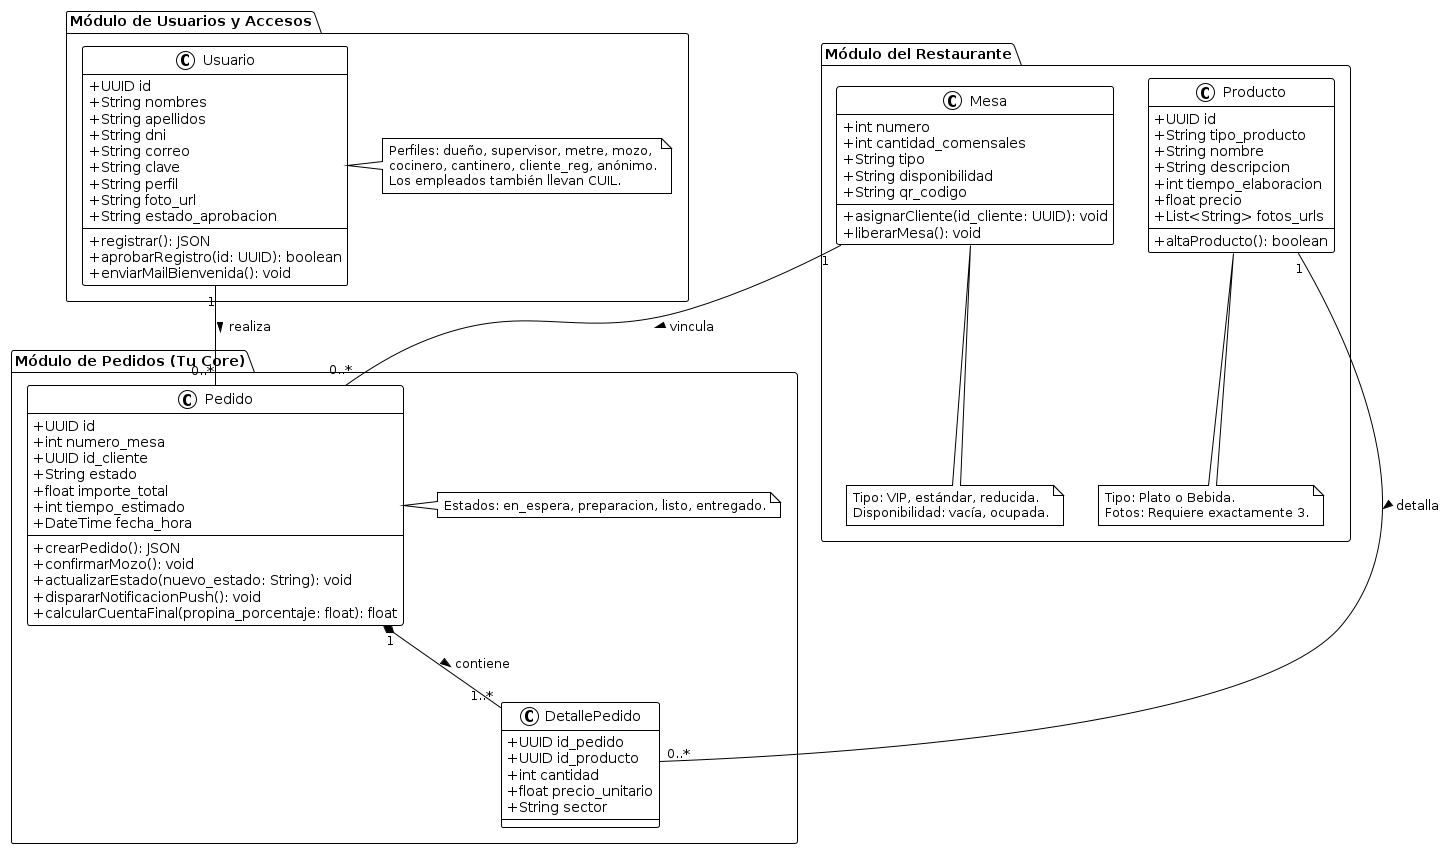 Módulo de Usuarios y Accesos
C Usuario
+UUID id
+String nombres
+String apellidos
+String dni
+String correo
+String clave
+String perfil
+String foto_url
+String estado_aprobacion
+registrar(): JSON
+aprobarRegistro(id: UUID): boolean
+enviarMailBienvenida(): void
Perfiles: dueño, supervisor, metre, mozo,
cocinero, cantinero, cliente_reg, anónimo.
Los empleados también llevan CUIL.
Módulo del Restaurante
C Mesa
+int numero
+int cantidad_comensales
+String tipo
+String disponibilidad
+String qr_codigo
+asignarCliente(id_cliente: UUID): void
+liberarMesa(): void
C Producto
+UUID id
+String tipo_producto
+String nombre
+String descripcion
+int tiempo_elaboracion
+float precio
+List<String> fotos_urls
+altaProducto(): boolean
1
1
1
realiza
vincula
0..*
0..*
Módulo de Pedidos (Tu Core)
C Pedido
+UUID id
+int numero_mesa
+UUID id_cliente
+String estado
+float importe_total
+int tiempo_estimado
+DateTime fecha_hora
+crearPedido(): JSON
+confirmarMozo(): void
+actualizarEstado(nuevo_estado: String): void
+dispararNotificacionPush(): void
+calcularCuentaFinal(propina_porcentaje: float): float
Estados: en_espera, preparacion, listo, entregado.
Tipo: VIP, estándar, reducida.
Disponibilidad: vacía, ocupada.
Tipo: Plato o Bebida.
Fotos: Requiere exactamente 3.
detalla
1
contiene
1..*
C DetallePedido
+UUID id_pedido
+UUID id_producto
+int cantidad
+float precio_unitario
+String sector
0..*